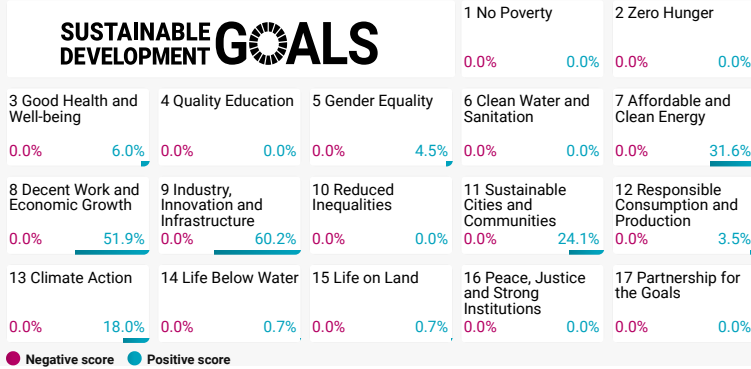 SUSTAINABLE
DEVELOPMENT
GOALS
1 No Poverty
0.0% 0.0%
2 Zero Hunger
0.0% 0.0%
3 Good Health and
Well-being
0.0% 6.0%
4 Quality Education
0.0% 0.0%
5 Gender Equality
0.0% 4.5%
6 Clean Water and
Sanitation
0.0% 0.0%
7 Affordable and
Clean Energy
0.0% 31.6%
8 Decent Work and
Economic Growth
0.0% 51.9%
9 Industry,
Innovation and
Infrastructure
0.0% 60.2%
10 Reduced
Inequalities
0.0% 0.0%
11 Sustainable
Cities and
Communities
0.0% 24.1%
12 Responsible
Consumption and
Production
0.0% 3.5%
13 Climate Action
0.0% 18.0%
14 Life Below Water
0.0% 0.7%
15 Life on Land
0.0% 0.7%
16 Peace, Justice
and Strong
Institutions
0.0% 0.0%
17 Partnership for
the Goals
0.0% 0.0%
Negative score Positive score